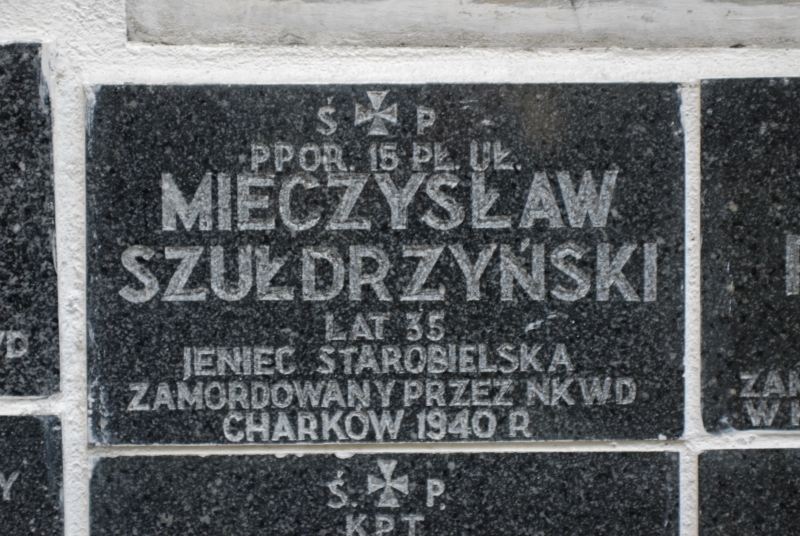 Ś P
PPOR. 15 PŁ. UŁ.
MIECZYSŁAW
SZUŁDRZYŃSKI
LAT 35
JENIEC STAROBIELSKA
ZAMORDOWANY PRZEZ NKWD
CHARKÓW 1940 R
Ś. P.
KPT